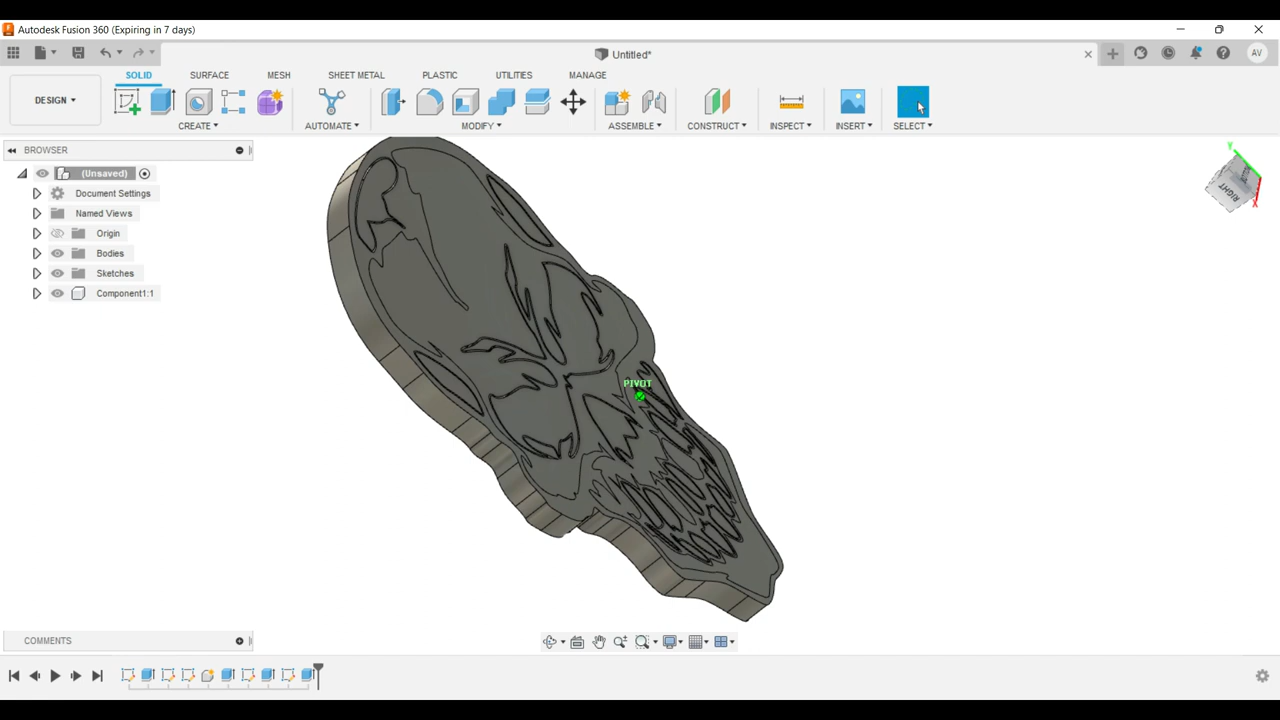 Autodesk Fusion 360 (Expiring in 7 days)
Untitled*
AV
SOLID SURFACE MESH SHEET METAL PLASTIC UTILITIES MANAGE
DESIGN
CREATE AUTOMATE MODIFY ASSEMBLE CONSTRUCT INSPECT INSERT SELECT
BROWSER
(Unsaved)
Document Settings
Named Views
Origin
Bodies
Sketches
Component1:1
Y
RIGHT
X
PIVOT
COMMENTS